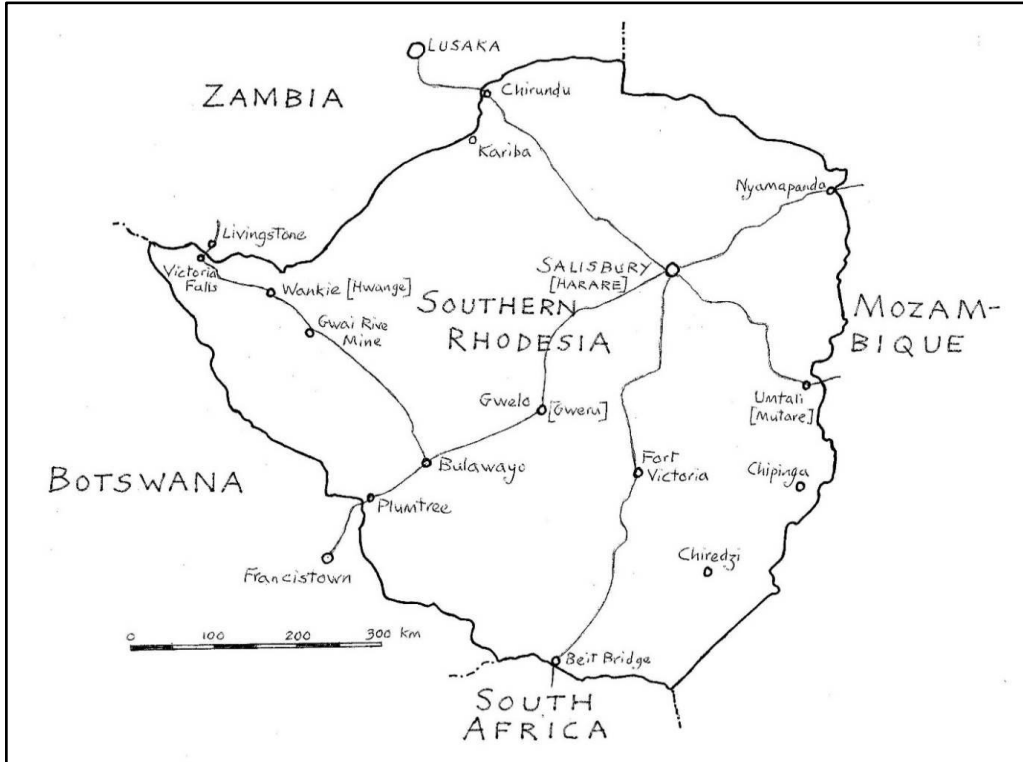 LUSAKA
ZAMBIA
Chirundu
Kariba
Nyamapanda
Livingstone
Victoria
Falls
Wankie [Hwange]
Gwai Rive
Mine
SALISBURY
[HARARE]
SOUTHERN
RHODESIA
MOZAM-
BIQUE
Gwelo
[Gweru]
Umtali
[Mutare]
Bulawayo
Fort
Victoria
Chipinga
BOTSWANA
Plumtree
Francistown
Chiredzi
0 100 200 300 km
Beit Bridge
SOUTH
AFRICA